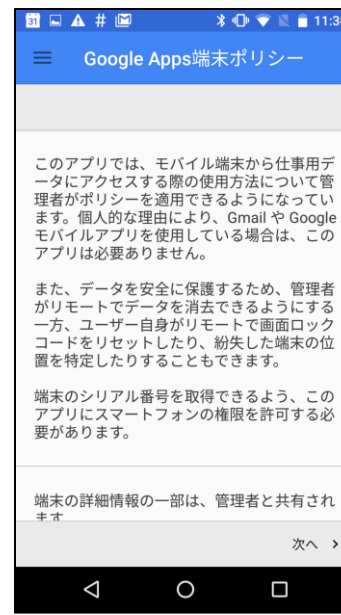 31 # 11:3
Google Apps端末ポリシー
このアプリでは、モバイル端末から仕事用デ
ータにアクセスする際の使用方法について管
理者がポリシーを適用できるようになってい
ます。個人的な理由により、Gmail や Google
モバイルアプリを使用している場合は、この
アプリは必要ありません。
また、データを安全に保護するため、管理者
がリモートでデータを消去できるようにする
一方、ユーザー自身がリモートで画面ロック
コードをリセットしたり、紛失した端末の位
置を特定したりすることもできます。
端末のシリアル番号を取得できるよう、この
アプリにスマートフォンの権限を許可する必
要があります。
端末の詳細情報の一部は、管理者と共有され
ます
次へ